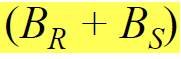 (B_R + B_S)